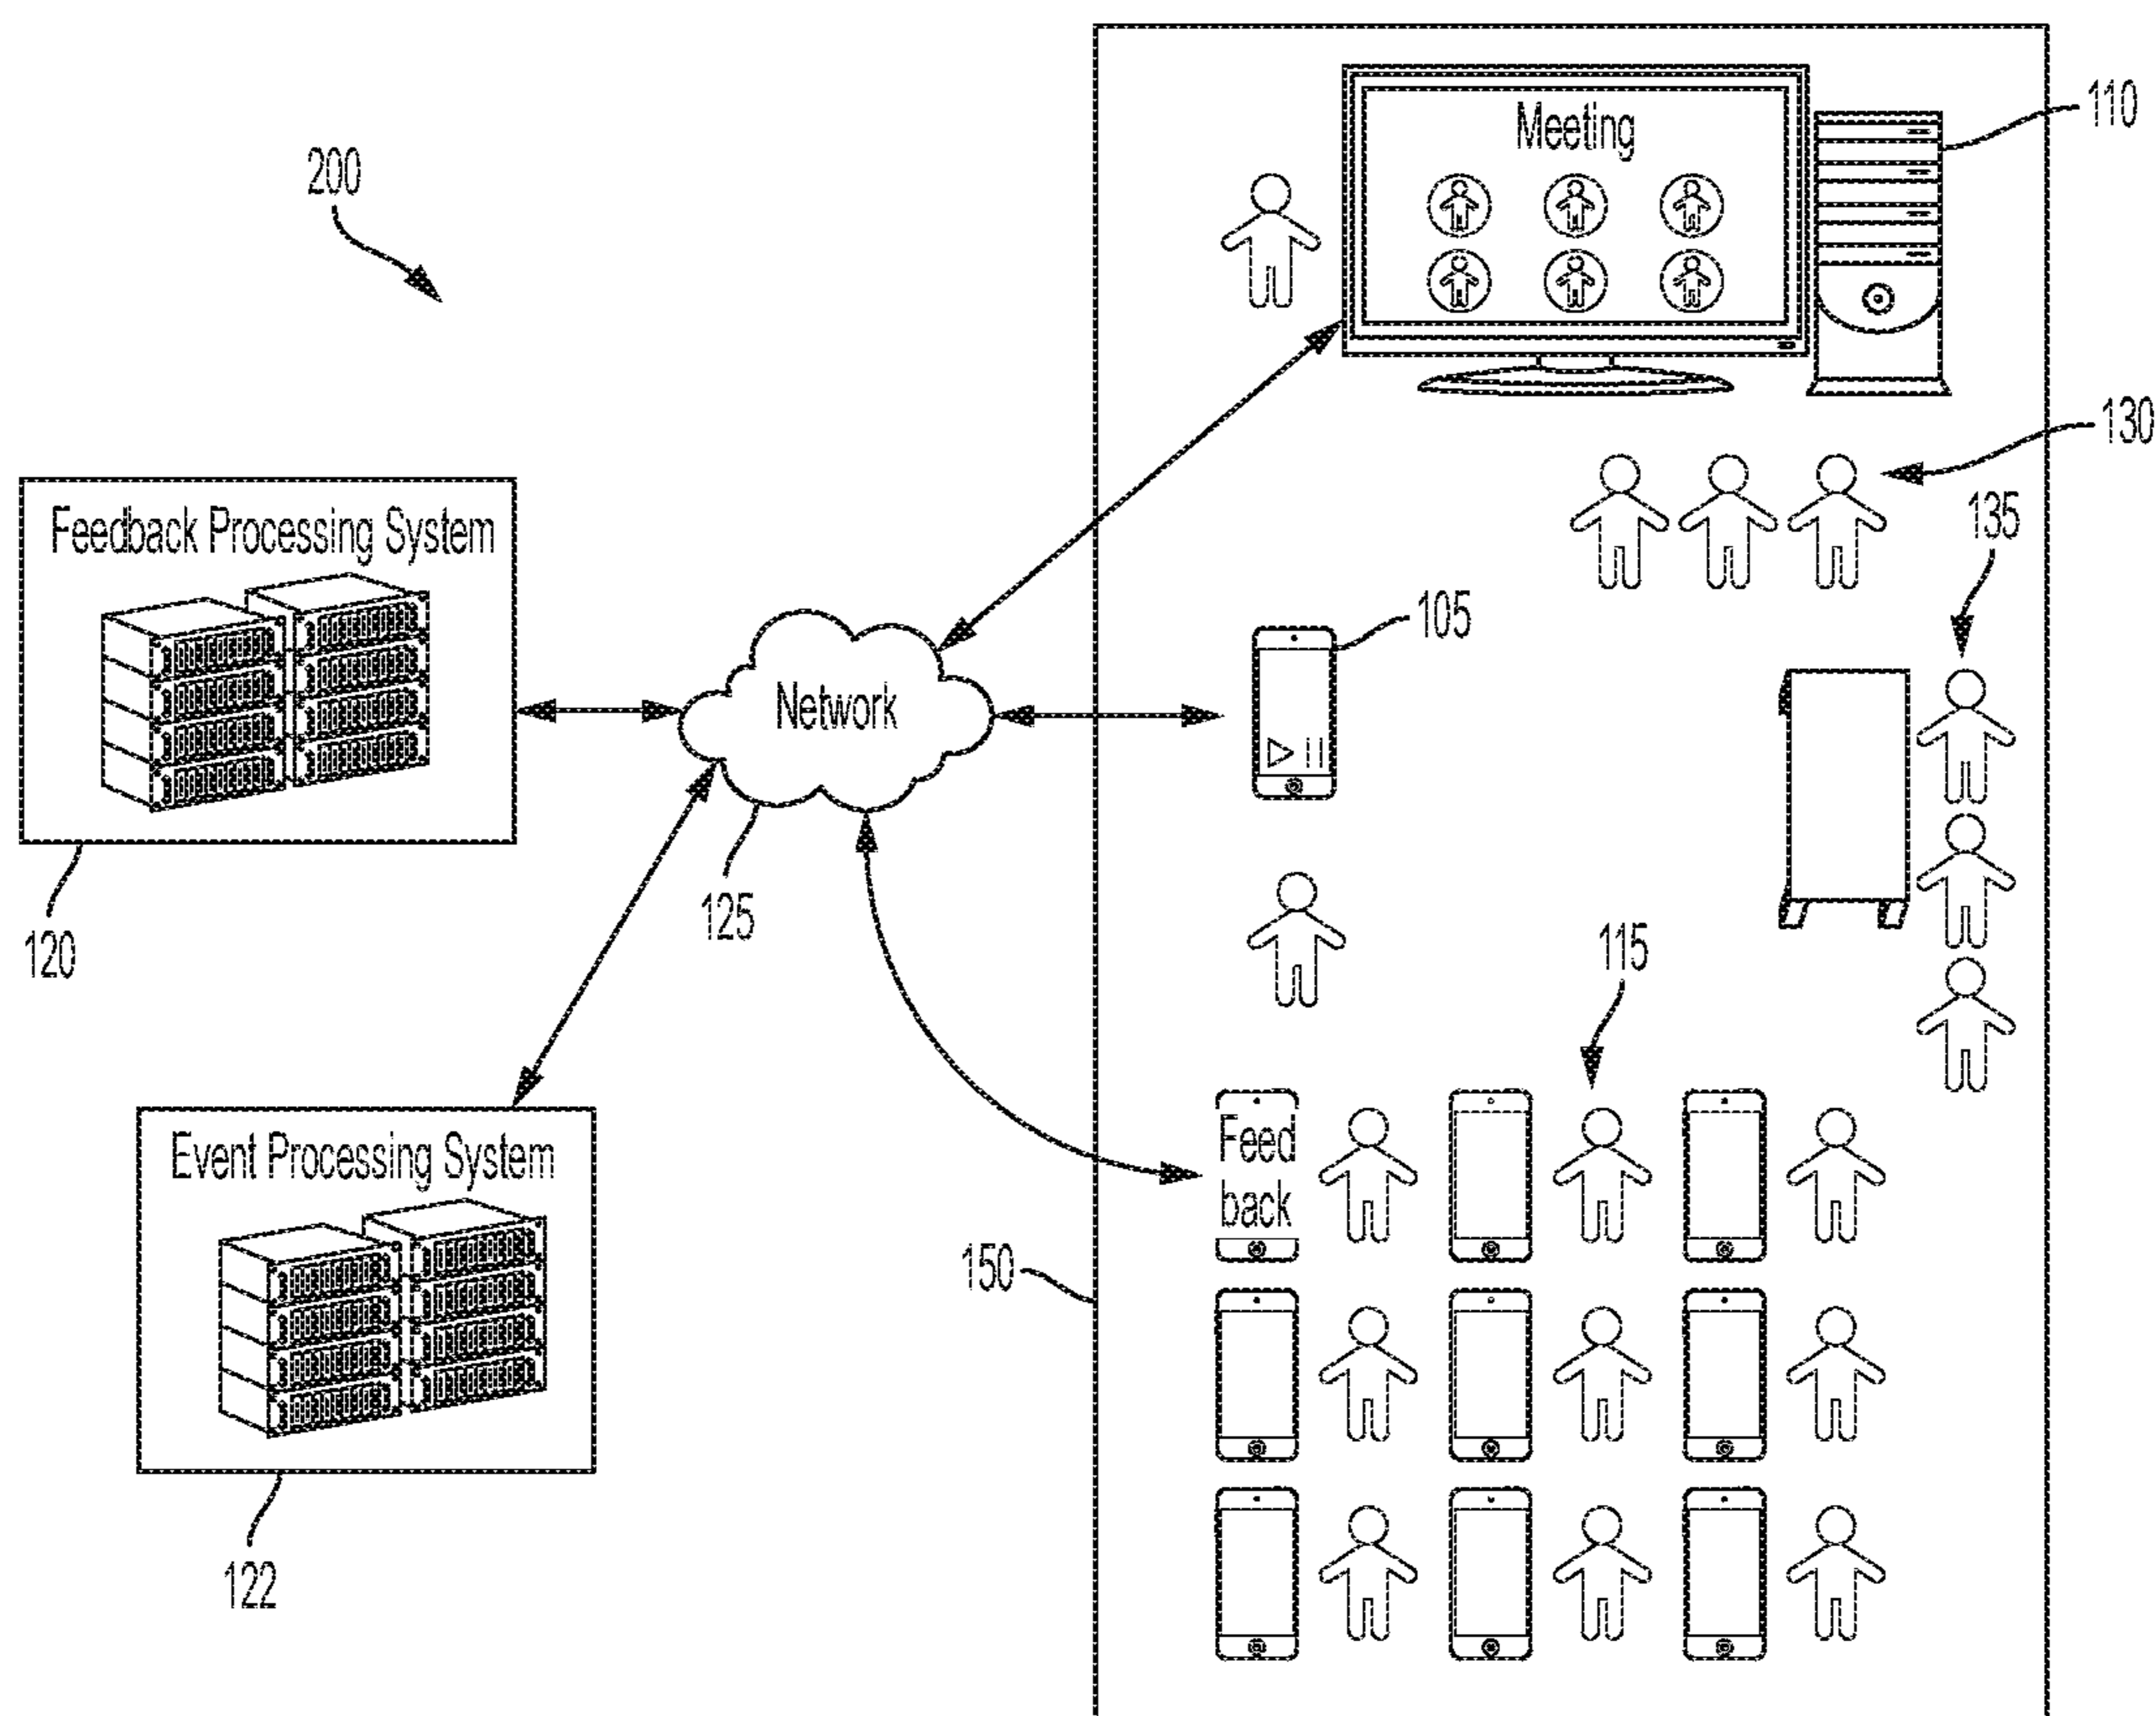 Meeting
110
200
130
135
Feedback Processing System
105
Network
125
120
115
Event Processing System
Feed
back
150
122